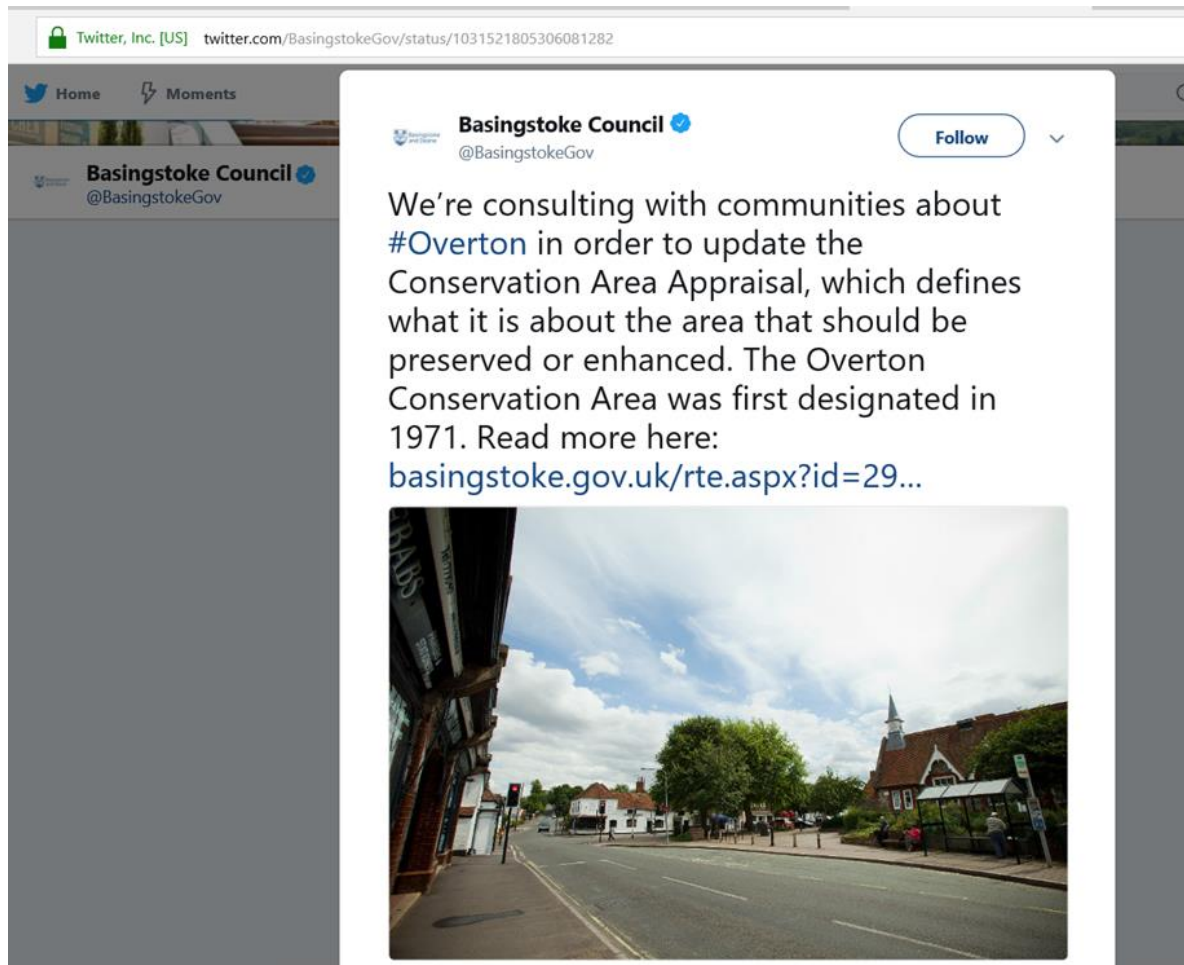 Twitter, Inc. [US] twitter.com/BasingstokeGov/status/1031521805306081282
Home Moments
Basingstoke Council
@BasingstokeGov
Follow
Basingstoke Council
@BasingstokeGov
We’re consulting with communities about
#Overton in order to update the
Conservation Area Appraisal, which defines
what it is about the area that should be
preserved or enhanced. The Overton
Conservation Area was first designated in
1971. Read more here:
basingstoke.gov.uk/rte.aspx?id=29...